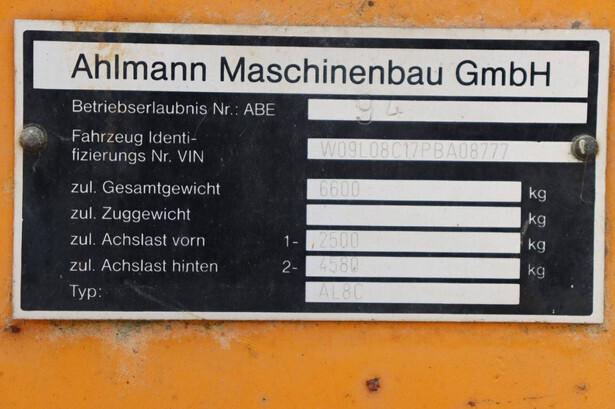 Ahlmann Maschinenbau GmbH
Betriebserlaubnis Nr.: ABE 94
Fahrzeug Identi-
fizierungs Nr. VIN W09L08C17PBA08777
zul. Gesamtgewicht 6600 kg
zul. Zuggewicht kg
zul. Achslast vorn 1- 2500 kg
zul. Achslast hinten 2- 4580 kg
Typ: AL8C